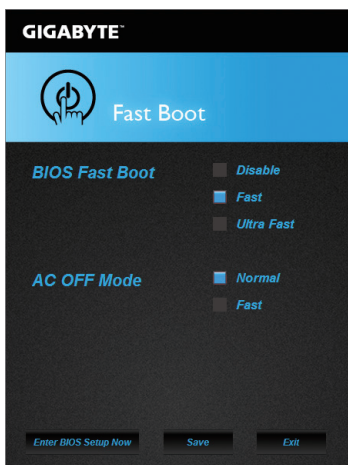 GIGABYTE™
Fast Boot
BIOS Fast Boot
Disable
Fast
Ultra Fast
AC OFF Mode
Normal
Fast
Enter BIOS Setup Now
Save
Exit